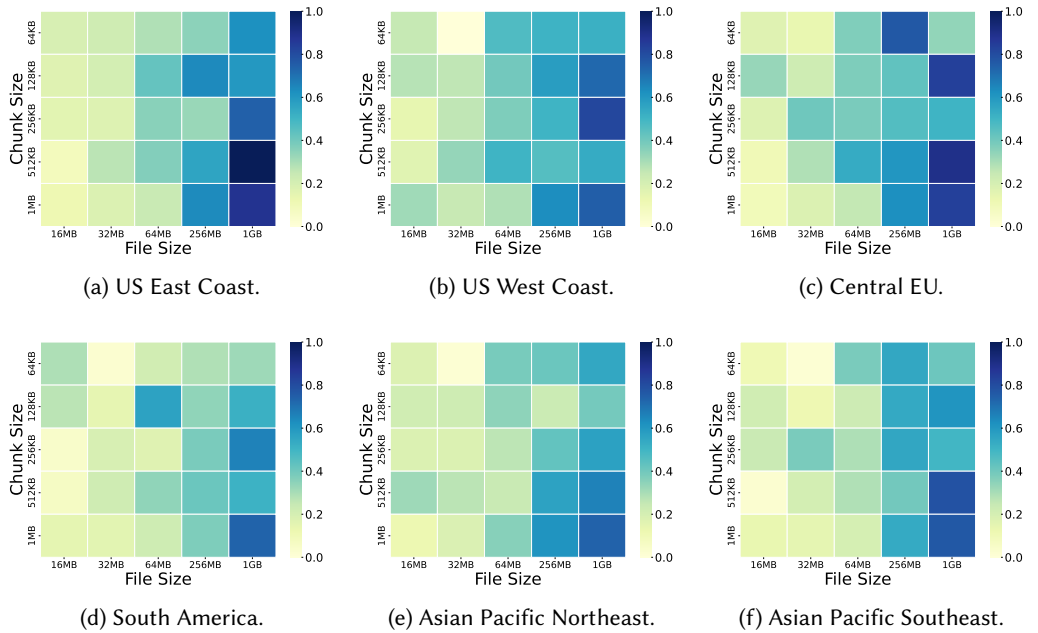 1.0
0.8
0.6
0.4
0.2
0.0
Chunk Size
64KB
128KB
256KB
512KB
1MB
16MB 32MB 64MB 256MB 1GB
File Size
(a) US East Coast.
1.0
0.8
0.6
0.4
0.2
0.0
Chunk Size
64KB
128KB
256KB
512KB
1MB
16MB 32MB 64MB 256MB 1GB
File Size
(b) US West Coast.
1.0
0.8
0.6
0.4
0.2
0.0
Chunk Size
64KB
128KB
256KB
512KB
1MB
16MB 32MB 64MB 256MB 1GB
File Size
(c) Central EU.
1.0
0.8
0.6
0.4
0.2
0.0
Chunk Size
64KB
128KB
256KB
512KB
1MB
16MB 32MB 64MB 256MB 1GB
File Size
(d) South America.
1.0
0.8
0.6
0.4
0.2
0.0
Chunk Size
64KB
128KB
256KB
512KB
1MB
16MB 32MB 64MB 256MB 1GB
File Size
(e) Asian Pacific Northeast.
1.0
0.8
0.6
0.4
0.2
0.0
Chunk Size
64KB
128KB
256KB
512KB
1MB
16MB 32MB 64MB 256MB 1GB
File Size
(f) Asian Pacific Southeast.